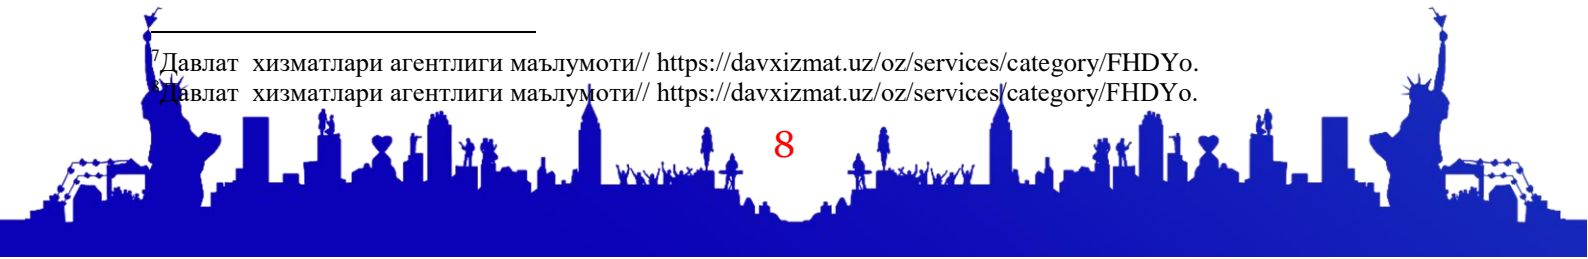 ⁷Давлат хизматлари агентлиги маълумоти// https://davxizmat.uz/oz/services/category/FHDYo.
⁸Давлат хизматлари агентлиги маълумоти// https://davxizmat.uz/oz/services/category/FHDYo.
8